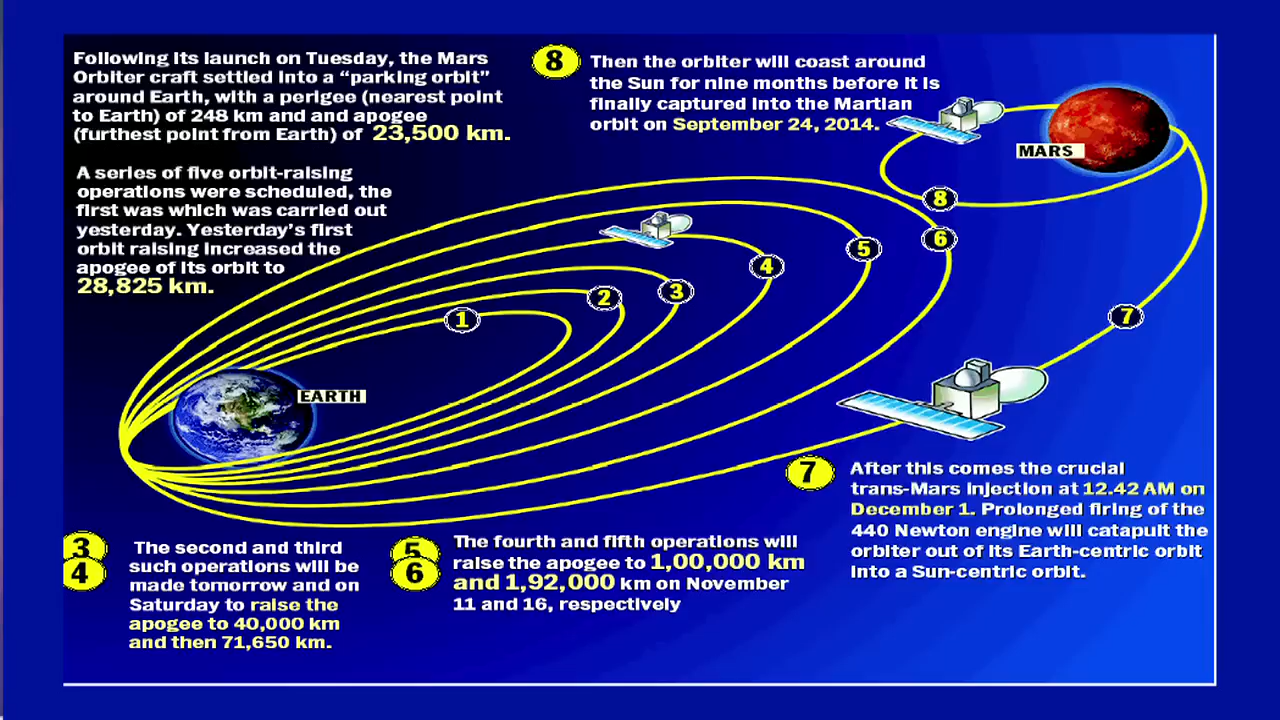 Following its launch on Tuesday, the Mars
Orbiter craft settled into a “parking orbit”
around Earth, with a perigee (nearest point
to Earth) of 248 km and and apogee
(furthest point from Earth) of 23,500 km.
A series of five orbit-raising
operations were scheduled, the
first was which was carried out
yesterday. Yesterday's first
orbit raising increased the
apogee of its orbit to
28,825 km.
8
Then the orbiter will coast around
the Sun for nine months before it is
finally captured into the Martian
orbit on September 24, 2014.
MARS
8
6
5
4
3
2
1
7
EARTH
7
After this comes the crucial
trans-Mars injection at 12.42 AM on
December 1. Prolonged firing of the
440 Newton engine will catapult the
orbiter out of its Earth-centric orbit
into a Sun-centric orbit.
3
4
The second and third
such operations will be
made tomorrow and on
Saturday to raise the
apogee to 40,000 km
and then 71,650 km.
5
6
The fourth and fifth operations will
raise the apogee to 1,00,000 km
and 1,92,000 km on November
11 and 16, respectively